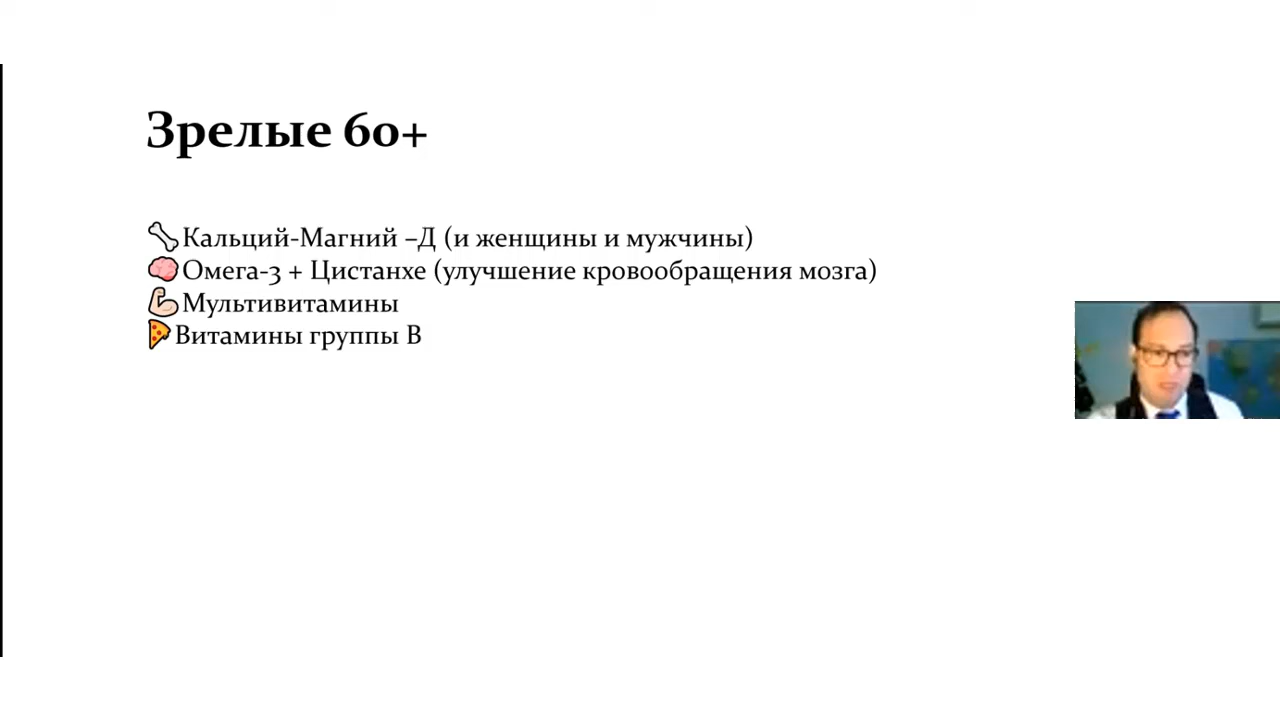 Зрелые 60+
🦴Кальций-Магний –Д (и женщины и мужчины)
🧠Омега-3 + Цистанхе (улучшение кровообращения мозга)
💪Мультивитамины
🍕Витамины группы В